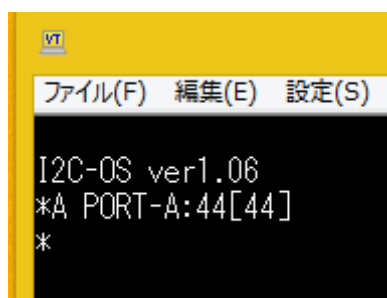 VT
ファイル(F) 編集(E) 設定(S)
I2C-OS ver1.06
*A PORT-A:44[44]
*